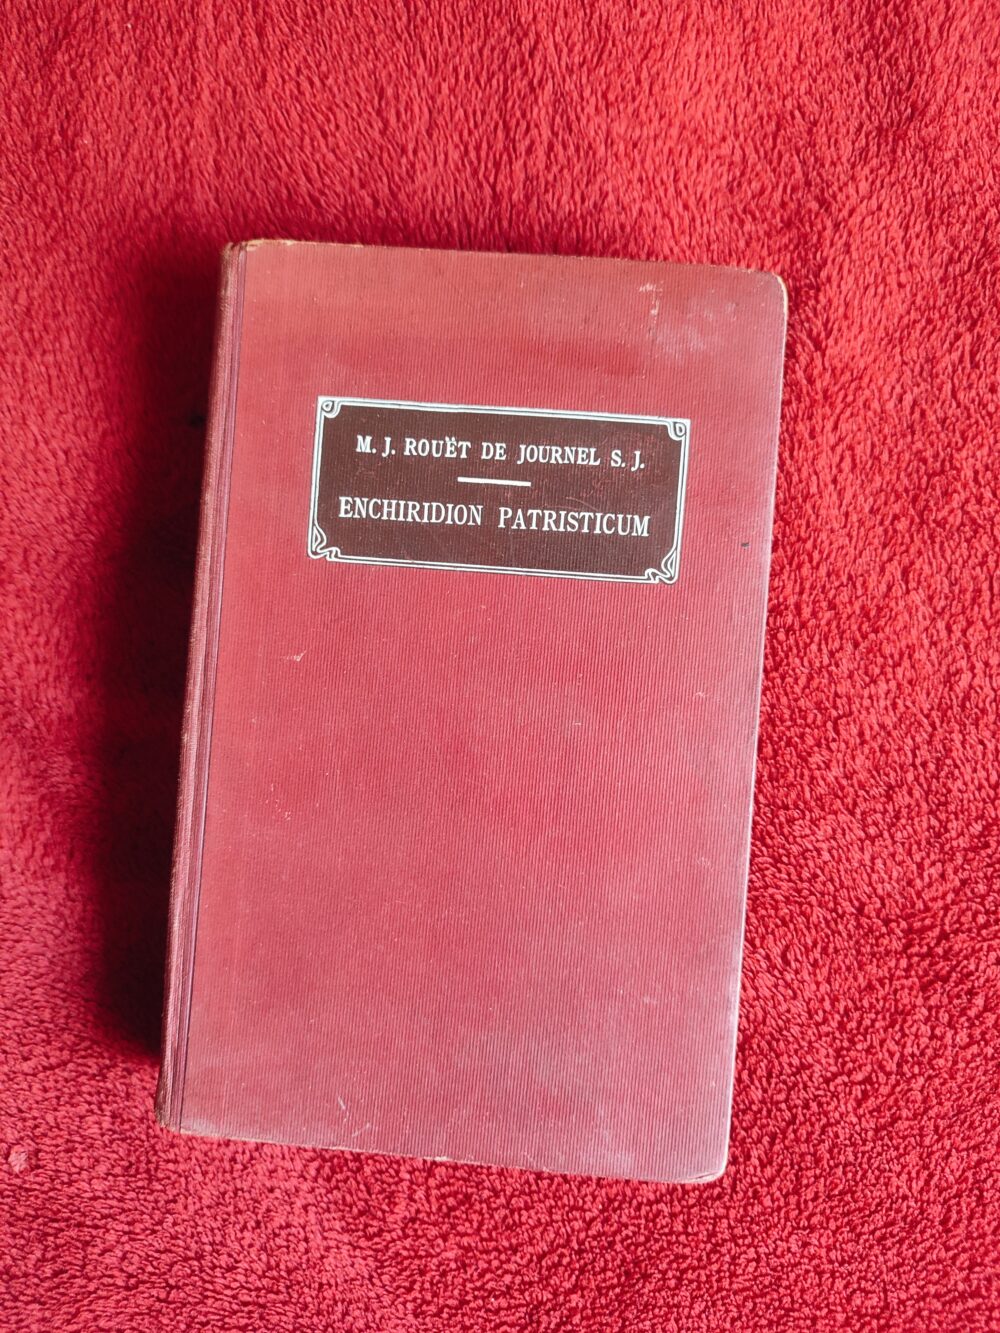 M. J. ROUËT DE JOURNEL S. J.
ENCHIRIDION PATRISTICUM